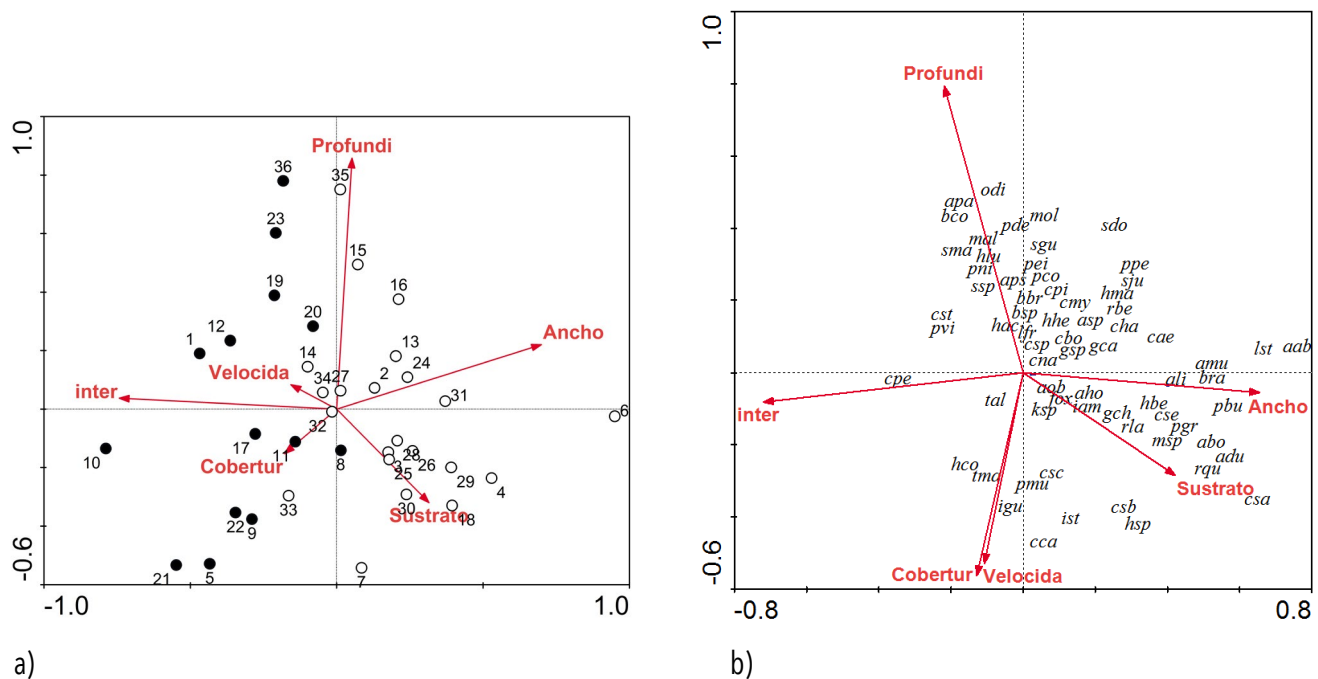 1.0
Profundi
36
35
23
15
16
19
20
12
1
13
Ancho
14
24
Velocida
34
27
2
inter
31
6
32
17
11
8
28
10
Cobertur
3
26
25
29
4
33
30
Sustrato
18
22
9
21
5
7
-0.6
-1.0
1.0
a)
1.0
Profundi
odi
apa
bco
mol
pde
sdo
mal
sgu
sma
hlu
pei
ppe
pni
aps
pco
sju
ssp
cpi
hma
bbr
cmy
rbe
cst
bsp
hhe
asp
cha
pvi
hac
ifr
cbo
cae
csp
gsp
gca
lst
aab
cna
amu
cpe
ali
bra
aob
aho
inter
tal
fox
hbe
pbu
Ancho
ksp
iam
gch
cse
rla
pgr
msp
abo
adu
hco
rqu
tma
csc
Sustrato
pmu
csa
igu
csb
ist
hsp
cca
Cobertur
Velocida
-0.6
-0.8
0.8
b)